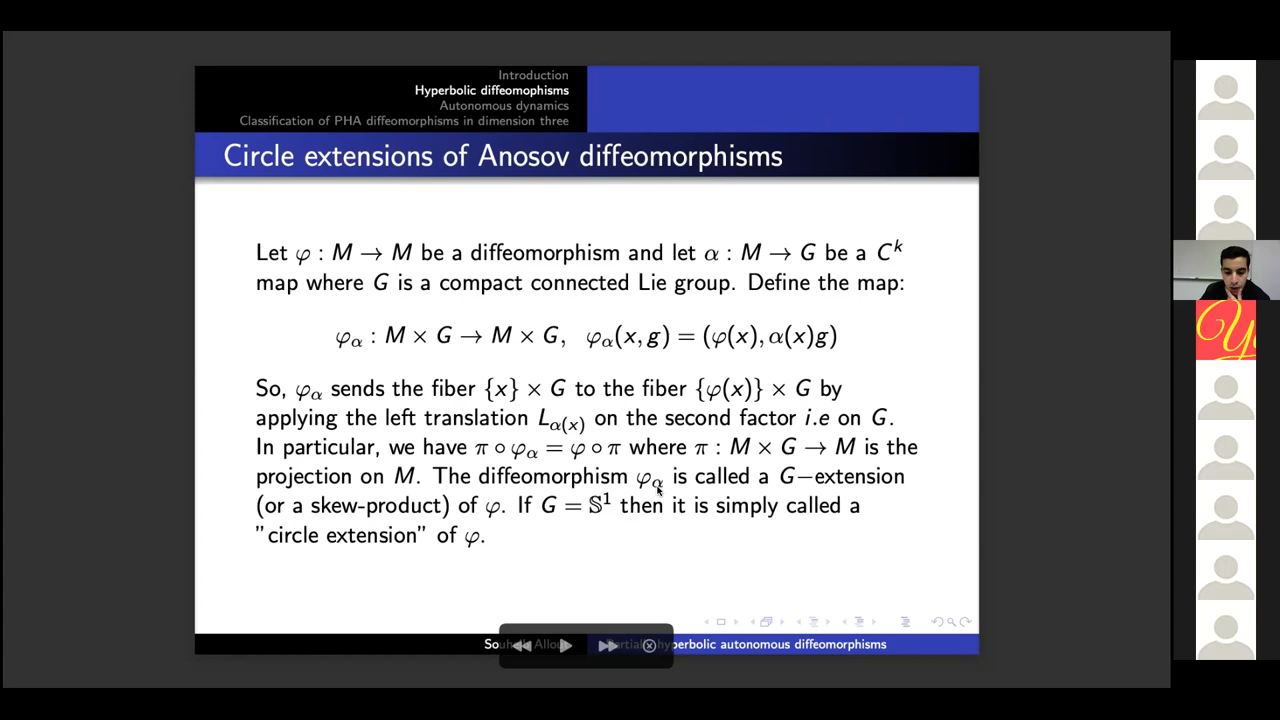 Introduction
Hyperbolic diffeomophisms
Autonomous dynamics
Classification of PHA diffeomorphisms in dimension three
Circle extensions of Anosov diffeomorphisms
Let φ : M → M be a diffeomorphism and let α : M → G be a Cᵏ
map where G is a compact connected Lie group. Define the map:
φ_α : M × G → M × G, φ_α(x, g) = (φ(x), α(x)g)
So, φ_α sends the fiber {x} × G to the fiber {φ(x)} × G by
applying the left translation L_α(x) on the second factor i.e on G.
In particular, we have π ∘ φ_α = φ ∘ π where π : M × G → M is the
projection on M. The diffeomorphism φ_α is called a G−extension
(or a skew-product) of φ. If G = 𝕊¹ then it is simply called a
”circle extension” of φ.
hyperbolic autonomous diffeomorphisms